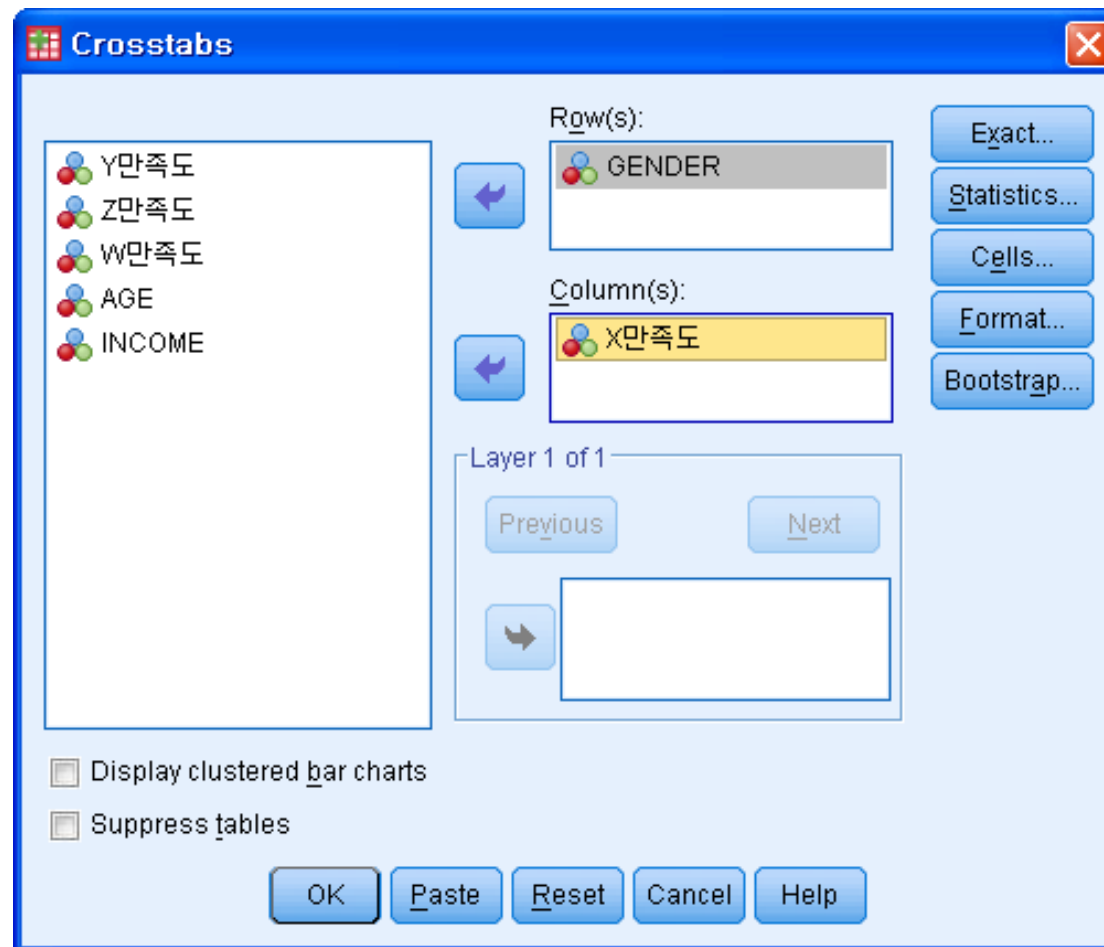 Crosstabs
Y만족도
Z만족도
W만족도
AGE
INCOME
Row(s):
GENDER
Column(s):
X만족도
Layer 1 of 1
Previous
Next
Exact...
Statistics...
Cells...
Format...
Bootstrap...
Display clustered bar charts
Suppress tables
OK
Paste
Reset
Cancel
Help